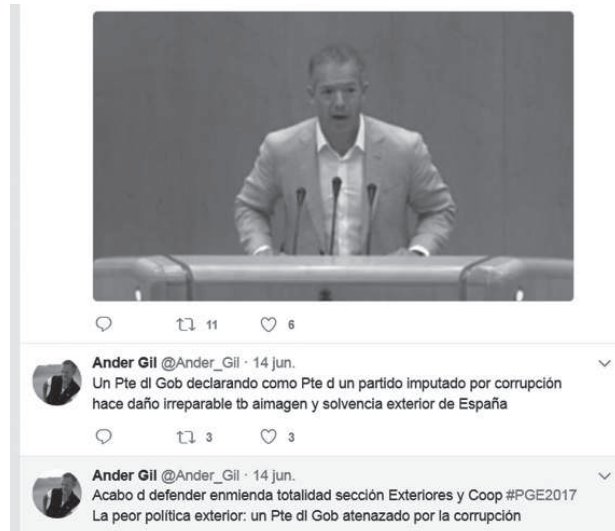 11 6
Ander Gil @Ander_Gil · 14 jun.
Un Pte dl Gob declarando como Pte d un partido imputado por corrupción
hace daño irreparable tb aimagen y solvencia exterior de España
3 3
Ander Gil @Ander_Gil · 14 jun.
Acabo d defender enmienda totalidad sección Exteriores y Coop #PGE2017
La peor política exterior: un Pte dl Gob atenazado por la corrupción